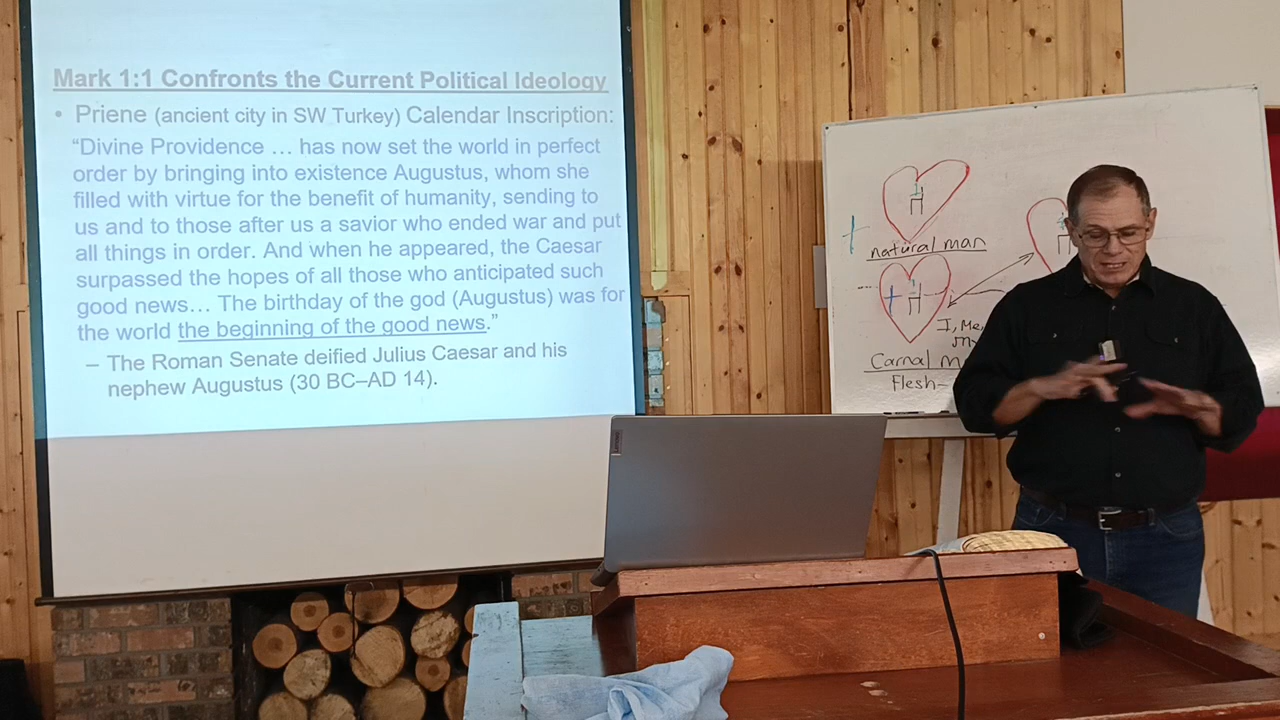 Mark 1:1 Confronts the Current Political Ideology
• Priene (ancient city in SW Turkey) Calendar Inscription:
“Divine Providence … has now set the world in perfect
order by bringing into existence Augustus, whom she
filled with virtue for the benefit of humanity, sending to
us and to those after us a savior who ended war and put
all things in order. And when he appeared, the Caesar
surpassed the hopes of all those who anticipated such
good news… The birthday of the god (Augustus) was for
the world the beginning of the good news.”
– The Roman Senate deified Julius Caesar and his
nephew Augustus (30 BC–AD 14).
natural man
I, Me,
Carnal
Flesh-